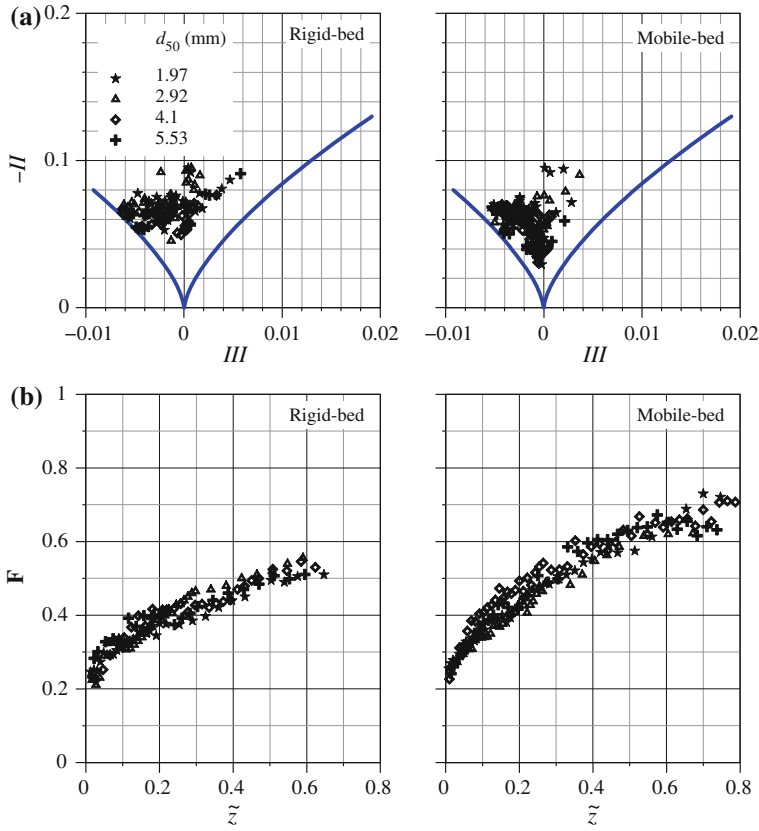 (a)
0.2
d50 (mm)
1.97
2.92
4.1
5.53
Rigid-bed
Mobile-bed
–II
0.1
0
–0.01
0
0.01
0.02
III
–0.01
0
0.01
0.02
III
(b)
1
0.8
0.6
0.4
0.2
0
F
Rigid-bed
Mobile-bed
0
0.2
0.4
0.6
0.8
z̃
0
0.2
0.4
0.6
0.8
z̃